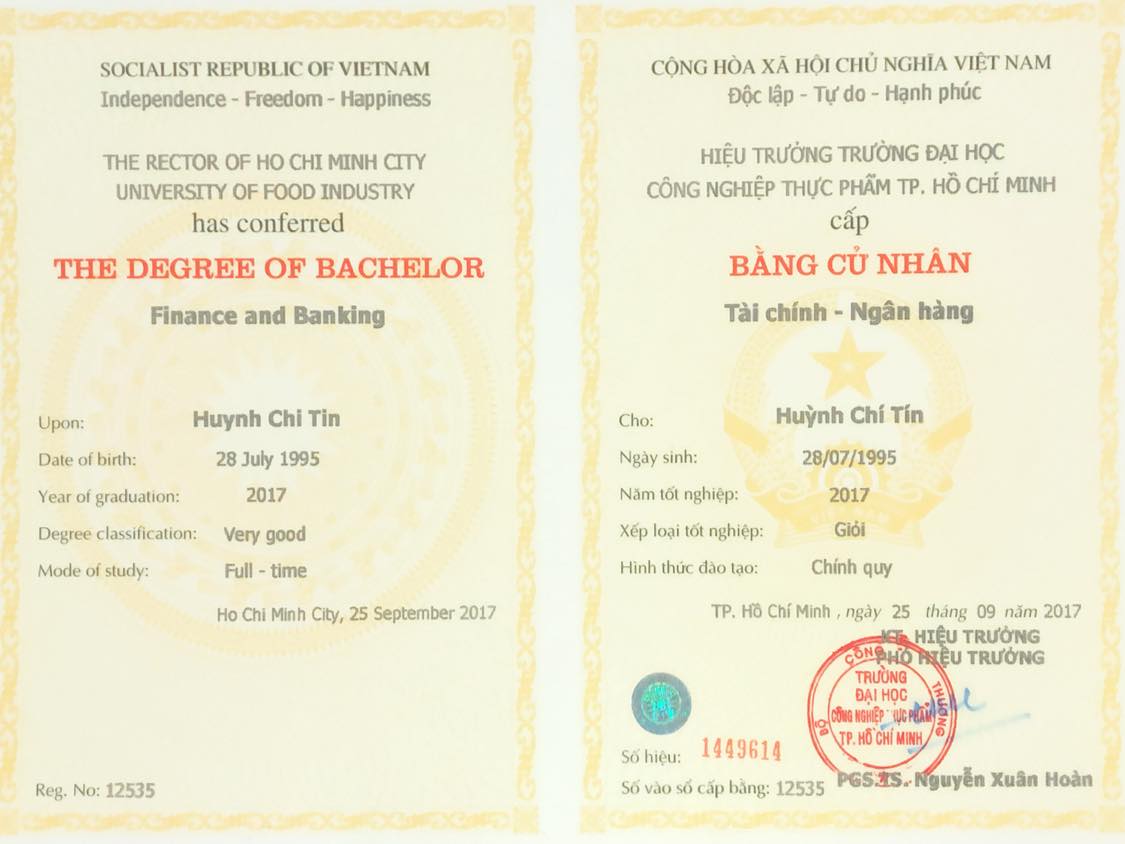 SOCIALIST REPUBLIC OF VIETNAM
Independence - Freedom - Happiness
THE RECTOR OF HO CHI MINH CITY
UNIVERSITY OF FOOD INDUSTRY
has conferred
THE DEGREE OF BACHELOR
Finance and Banking
Upon: Huynh Chi Tin
Date of birth: 28 July 1995
Year of graduation: 2017
Degree classification: Very good
Mode of study: Full - time
Ho Chi Minh City, 25 September 2017
Reg. No: 12535
CỘNG HÒA XÃ HỘI CHỦ NGHĨA VIỆT NAM
Độc lập - Tự do - Hạnh phúc
HIỆU TRƯỞNG TRƯỜNG ĐẠI HỌC
CÔNG NGHIỆP THỰC PHẨM TP. HỒ CHÍ MINH
cấp
BẰNG CỬ NHÂN
Tài chính - Ngân hàng
Cho: Huỳnh Chí Tín
Ngày sinh: 28/07/1995
Năm tốt nghiệp: 2017
Xếp loại tốt nghiệp: Giỏi
Hình thức đào tạo: Chính quy
TP. Hồ Chí Minh , ngày 25 tháng 09 năm 2017
KT. HIỆU TRƯỞNG
PHÓ HIỆU TRƯỞNG
BỘ CÔNG THƯƠNG
TRƯỜNG
ĐẠI HỌC
CÔNG NGHIỆP
TP. HỒ CHÍ MINH
Số hiệu: 1449614
Số vào sổ cấp bằng: 12535
PGS.TS. Nguyễn Xuân Hoàn